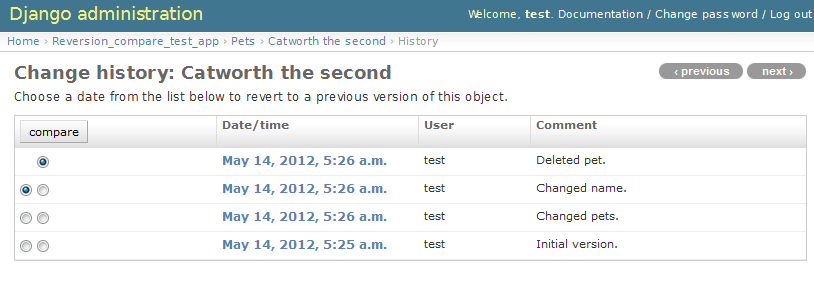 Django administration
Welcome, test. Documentation / Change password / Log out
Home › Reversion_compare_test_app › Pets › Catworth the second › History
Change history: Catworth the second
‹ previous next ›
Choose a date from the list below to revert to a previous version of this object.
compare Date/time User Comment
May 14, 2012, 5:26 a.m. test Deleted pet.
May 14, 2012, 5:26 a.m. test Changed name.
May 14, 2012, 5:26 a.m. test Changed pets.
May 14, 2012, 5:25 a.m. test Initial version.